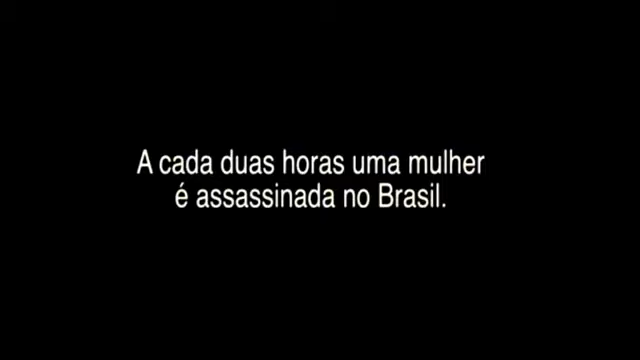 A cada duas horas uma mulher
é assassinada no Brasil.